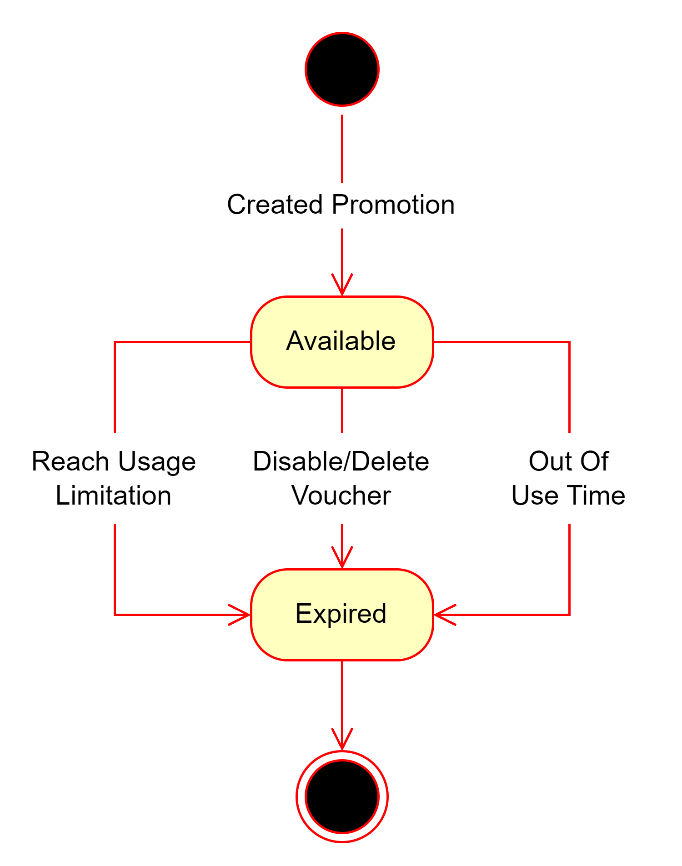 Created Promotion
Available
Reach Usage
Limitation
Disable/Delete
Voucher
Out Of
Use Time
Expired